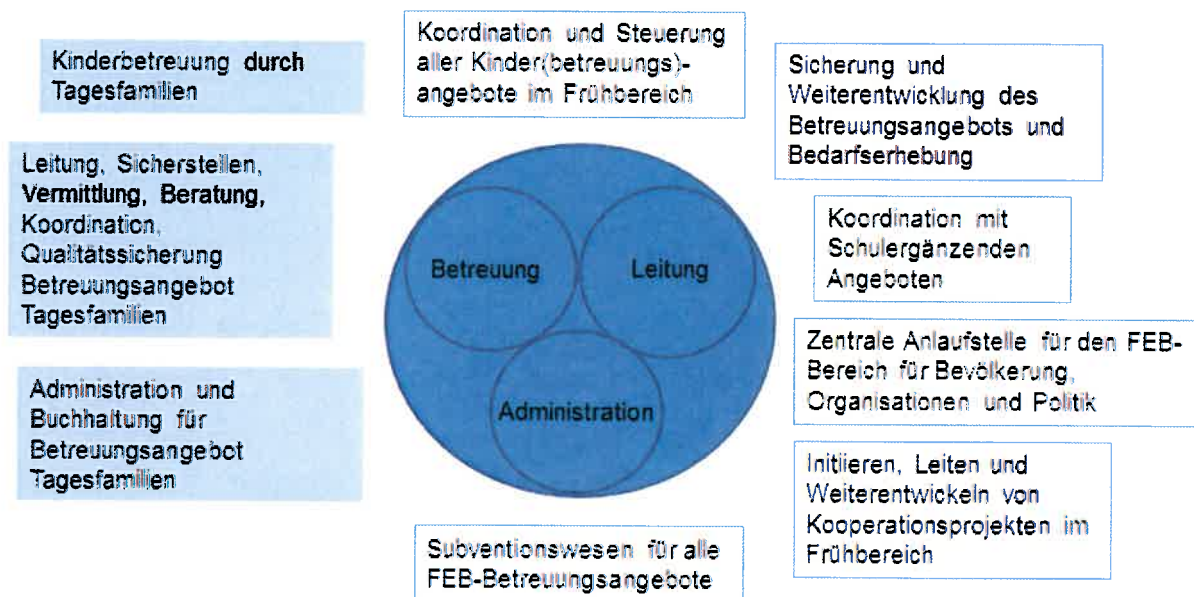 Kinderbetreuung durch
Tagesfamilien
Leitung, Sicherstellen,
Vermittlung, Beratung,
Koordination,
Qualitätssicherung
Betreuungsangebot
Tagesfamilien
Administration und
Buchhaltung für
Betreuungsangebot
Tagesfamilien
Koordination und Steuerung
aller Kinder(betreuungs)-
angebote im Frühbereich
Betreuung
Leitung
Administration
Subventionswesen für alle
FEB-Betreuungsangebote
Sicherung und
Weiterentwicklung des
Betreuungsangebots und
Bedarfserhebung
Koordination mit
Schulergänzenden
Angeboten
Zentrale Anlaufstelle für den FEB-
Bereich für Bevölkerung,
Organisationen und Politik
Initiieren, Leiten und
Weiterentwickeln von
Kooperationsprojekten im
Frühbereich